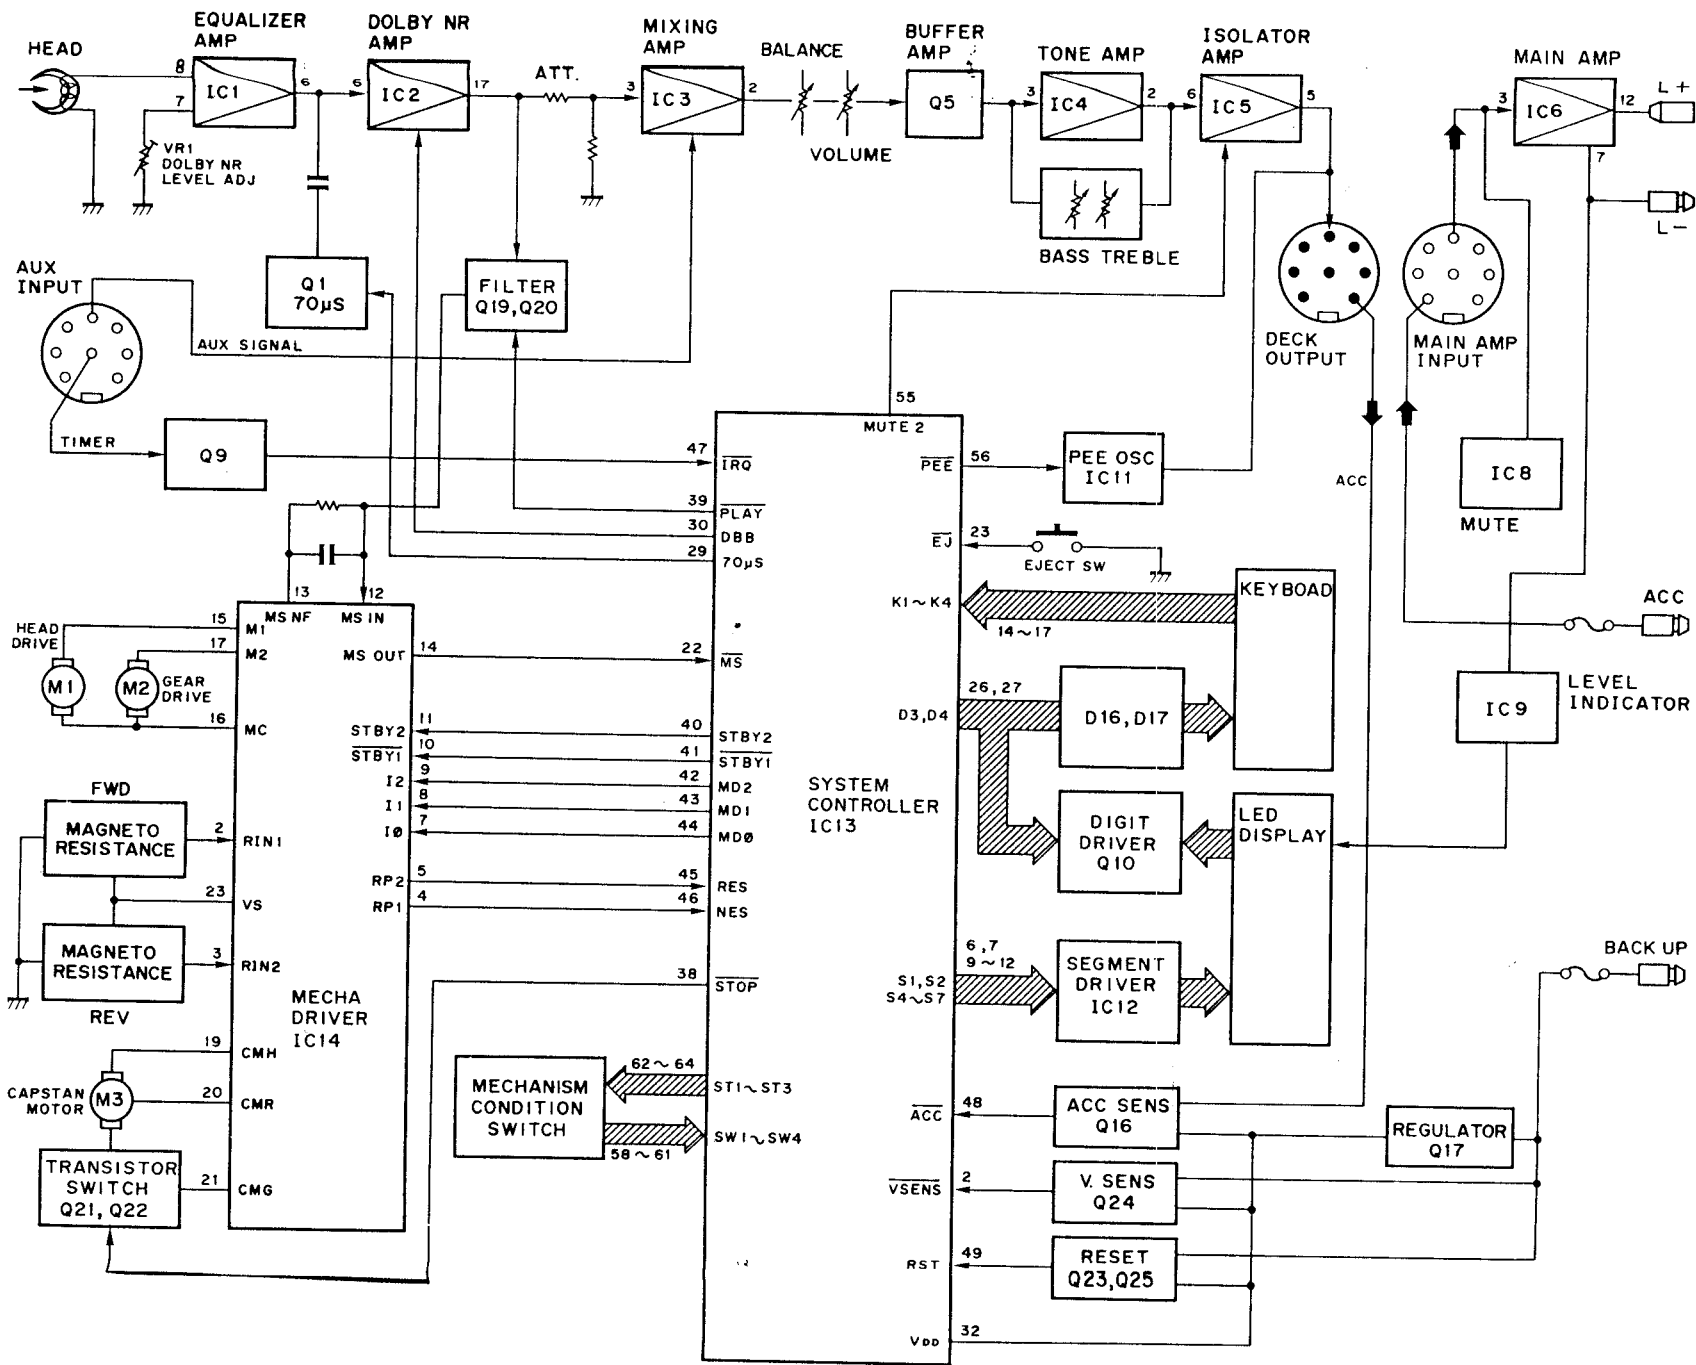 HEAD
EQUALIZER
AMP
8
7
IC1
6
VR1
DOLBY NR
LEVEL ADJ
DOLBY NR
AMP
6
IC2
17
ATT.
MIXING
AMP
3
IC3
2
BALANCE
VOLUME
BUFFER
AMP
Q5
TONE AMP
3
IC4
2
BASS TREBLE
ISOLATOR
AMP
6
IC5
5
MAIN AMP
3
IC6
12
7
L+
L-
AUX
INPUT
Q1
70µS
FILTER
Q19,Q20
AUX SIGNAL
TIMER
Q9
DECK
OUTPUT
MAIN AMP
INPUT
ACC
IC8
MUTE
ACC
IC9
LEVEL
INDICATOR
BACK UP
55
MUTE 2
47
IRQ
39
PLAY
30
DBB
29
70µS
22
MS
40
STBY2
41
STBY1
42
MD2
43
MD1
44
MDØ
45
RES
46
NES
38
STOP
62~64
ST1~ST3
SW1~SW4
58~61
MECHANISM
CONDITION
SWITCH
SYSTEM
CONTROLLER
IC13
PEE
56
PEE OSC
IC11
EJ
23
EJECT SW
K1~K4
14~17
KEYBOAD
26,27
D3,D4
D16,D17
DIGIT
DRIVER
Q10
LED
DISPLAY
6,7
9~12
S1,S2
S4~S7
SEGMENT
DRIVER
IC12
ACC
48
ACC SENS
Q16
REGULATOR
Q17
VSENS
2
V. SENS
Q24
RST
49
RESET
Q23,Q25
VDD
32
13
12
MS NF
MS IN
HEAD
DRIVE
15
M1
17
M2
M1
M2
GEAR
DRIVE
16
MC
MS OUT
14
STBY2
11
STBY1
10
I2
9
I1
8
IØ
7
RP2
5
RP1
4
FWD
MAGNETO
RESISTANCE
2
RIN1
23
VS
MAGNETO
RESISTANCE
3
RIN2
REV
MECHA
DRIVER
IC14
19
CMH
CAPSTAN
MOTOR
M3
20
CMR
TRANSISTOR
SWITCH
Q21, Q22
21
CMG